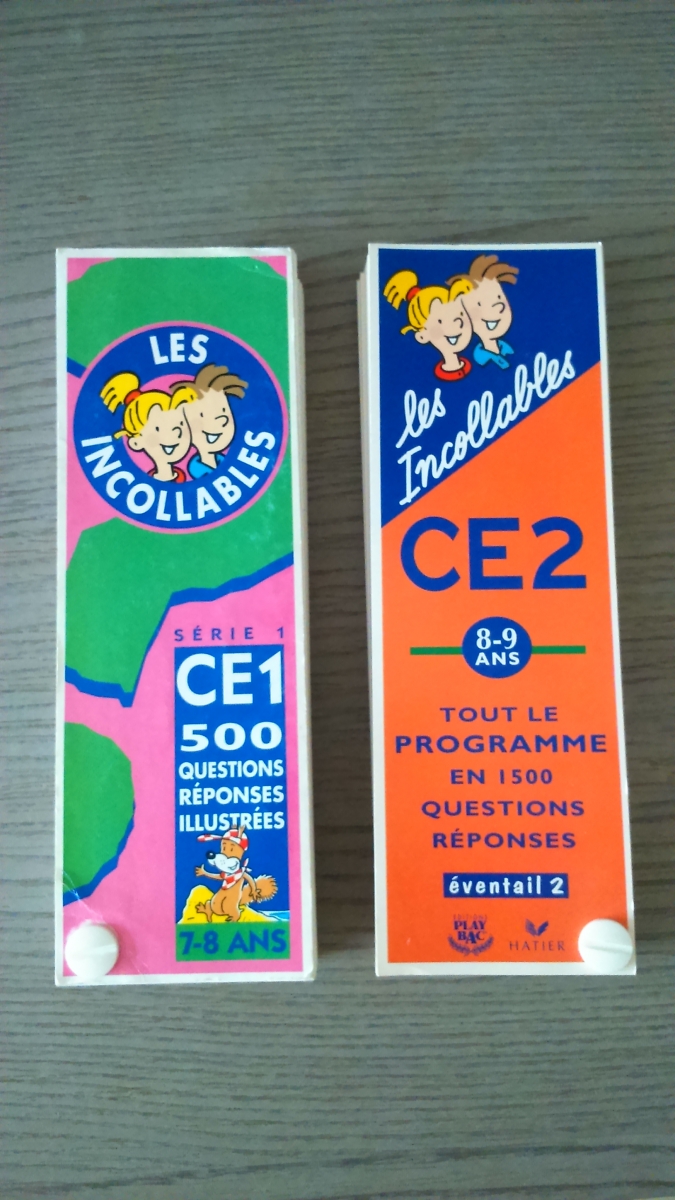 LES
INCOLLABLES
SÉRIE 1
CE1
500
QUESTIONS
RÉPONSES
ILLUSTRÉES
7-8 ANS
les
Incollables
CE2
8-9
ANS
TOUT LE
PROGRAMME
EN 1500
QUESTIONS
RÉPONSES
éventail 2
PLAY
BAC
HATIER